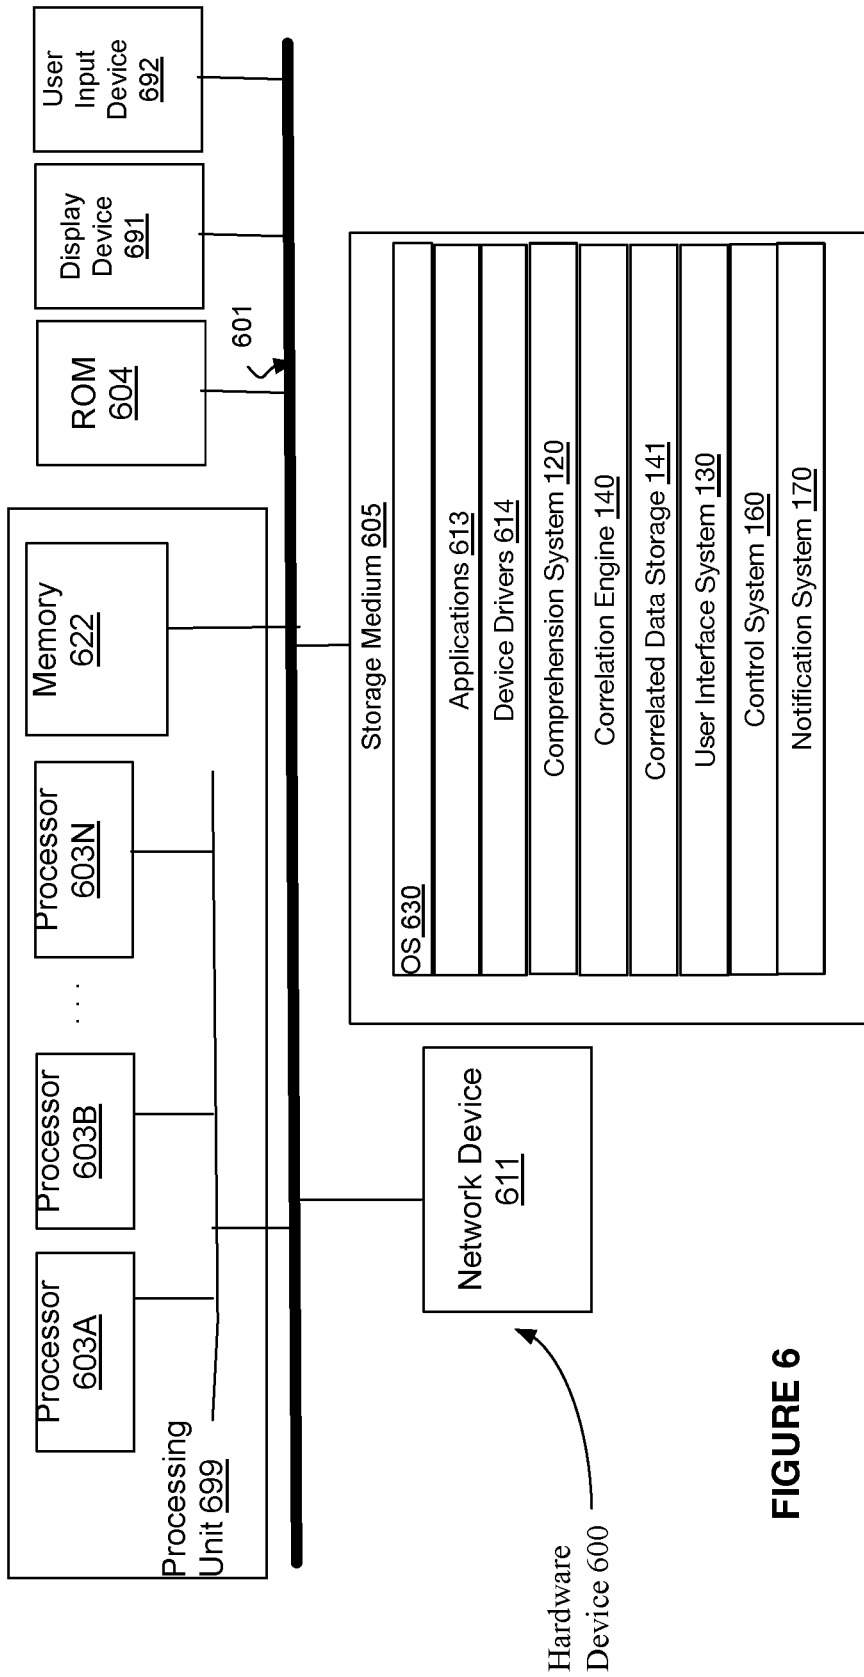 Processing
Unit 699
Processor
603A
Processor
603B
. . .
Processor
603N
Memory
622
ROM
604
Display
Device
691
User
Input
Device
692
601
Hardware
Device 600
Network Device
611
Storage Medium 605
OS 630
Applications 613
Device Drivers 614
Comprehension System 120
Correlation Engine 140
Correlated Data Storage 141
User Interface System 130
Control System 160
Notification System 170
FIGURE 6